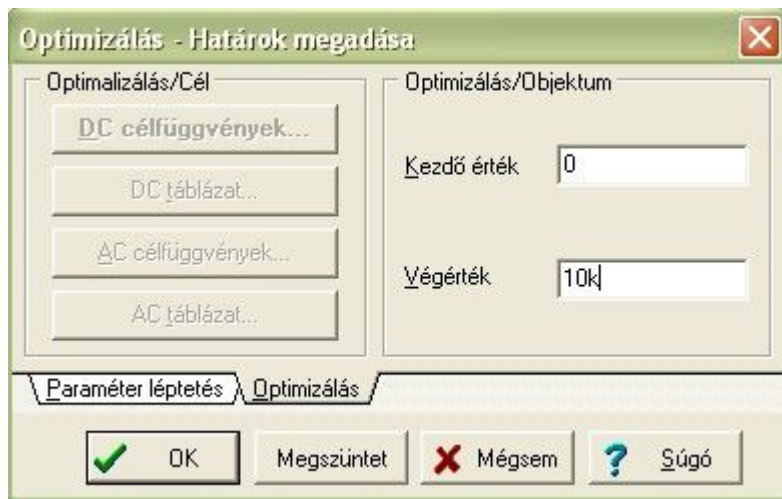 Optimizálás - Határok megadása
Optimalizálás/Cél
DC célfüggvények...
DC táblázat...
AC célfüggvények...
AC táblázat...
Optimizálás/Objektum
Kezdő érték 0
Végérték 10k
Paraméter léptetés Optimizálás
OK Megszüntet Mégsem ? Súgó